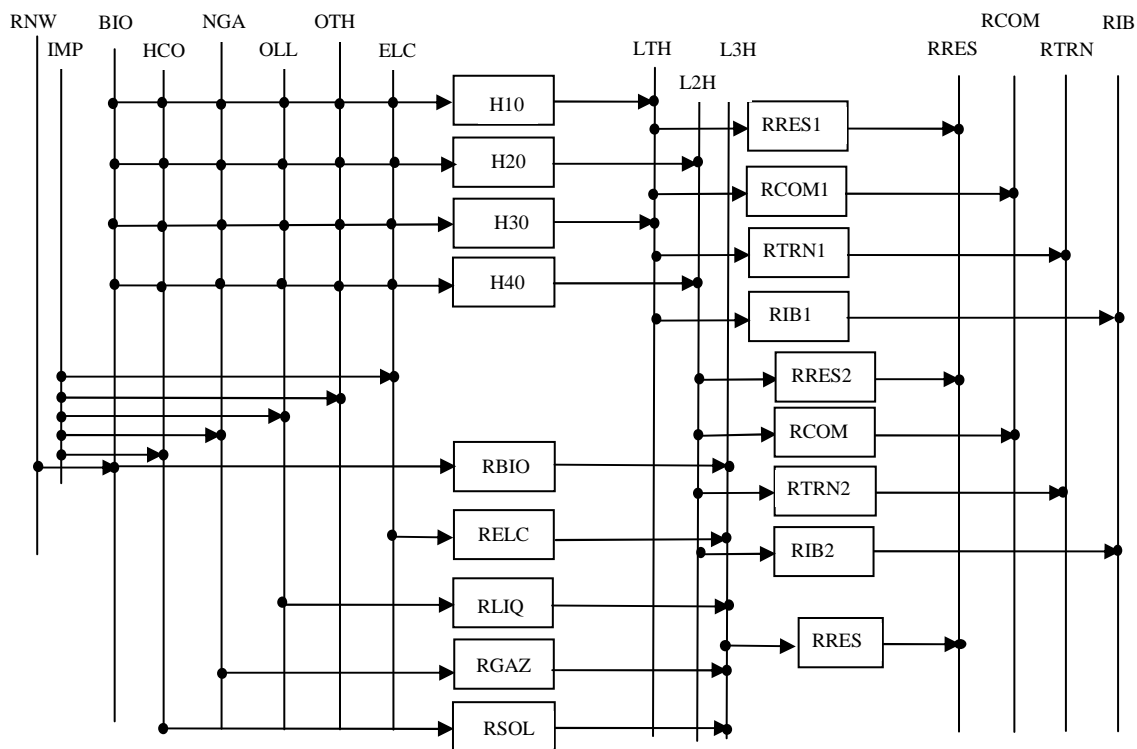 RNW
BIO
NGA
OTH
RCOM
RIB
IMP
HCO
OLL
ELC
LTH
L3H
RRES
RTRN
L2H
H10
RRES1
H20
RCOM1
H30
RTRN1
H40
RIB1
RRES2
RCOM
RBIO
RTRN2
RELC
RIB2
RLIQ
RRES
RGAZ
RSOL